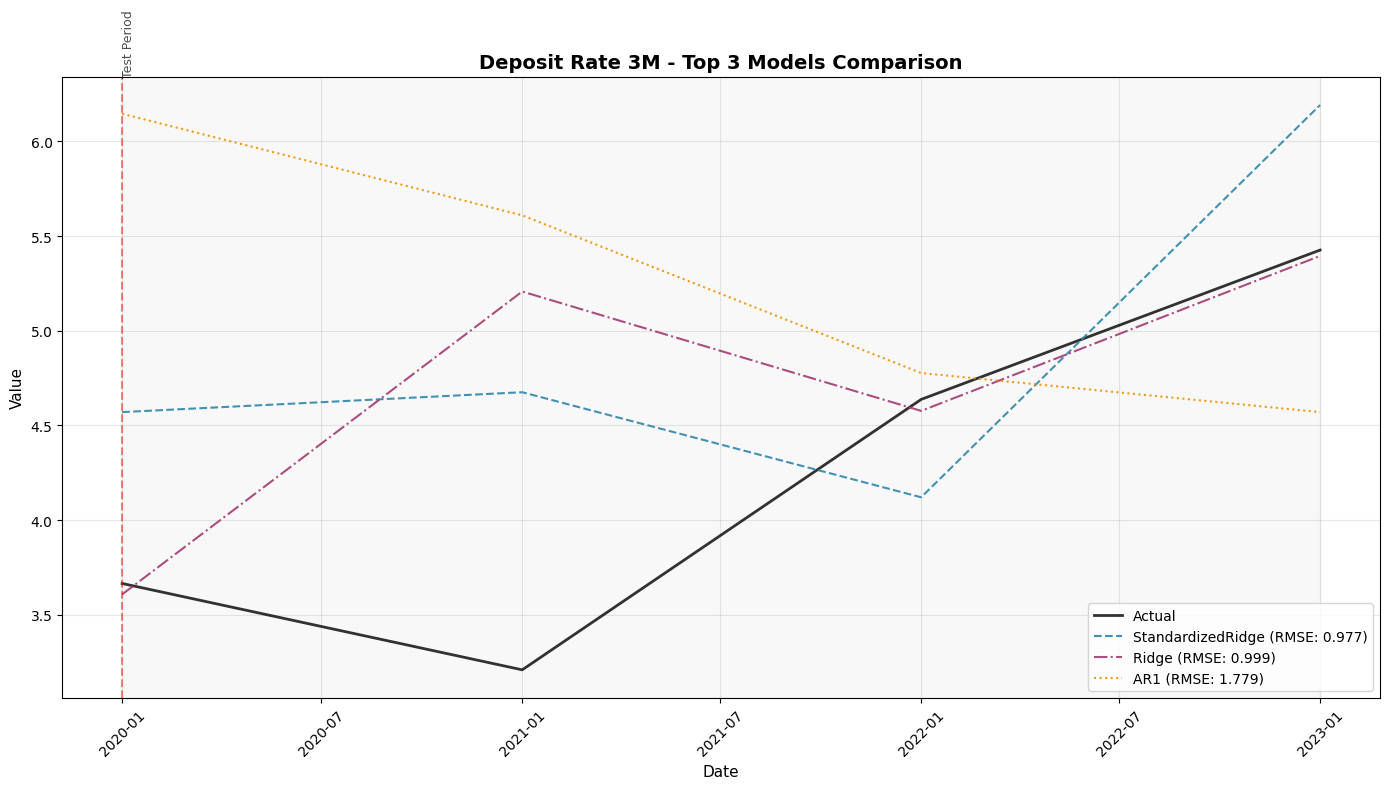 Test Period
Deposit Rate 3M - Top 3 Models Comparison
Value
6.0
5.5
5.0
4.5
4.0
3.5
Actual
StandardizedRidge (RMSE: 0.977)
Ridge (RMSE: 0.999)
AR1 (RMSE: 1.779)
2020-01
2020-07
2021-01
2021-07
2022-01
2022-07
2023-01
Date